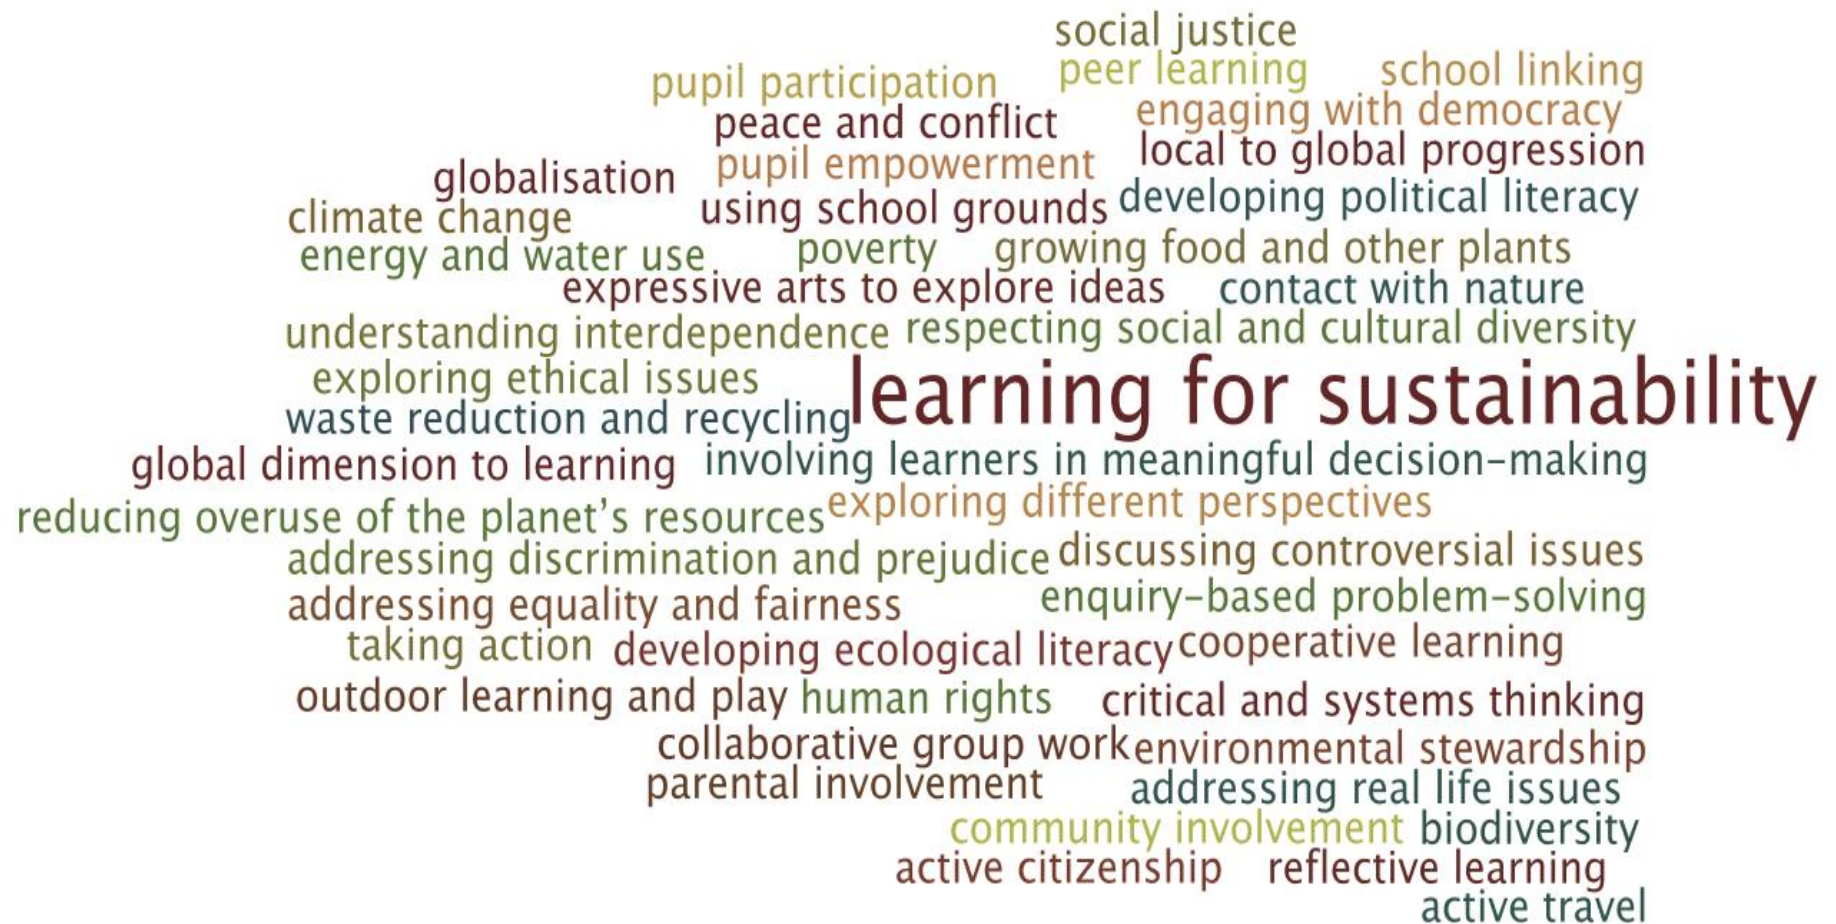 social justice
pupil participation peer learning school linking
peace and conflict engaging with democracy
pupil empowerment local to global progression
globalisation
using school grounds developing political literacy
climate change
energy and water use poverty growing food and other plants
expressive arts to explore ideas contact with nature
understanding interdependence respecting social and cultural diversity
exploring ethical issues learning for sustainability
waste reduction and recycling
global dimension to learning involving learners in meaningful decision-making
reducing overuse of the planet's resources exploring different perspectives
addressing discrimination and prejudice discussing controversial issues
addressing equality and fairness enquiry-based problem-solving
taking action developing ecological literacy cooperative learning
outdoor learning and play human rights critical and systems thinking
collaborative group work environmental stewardship
parental involvement addressing real life issues
community involvement biodiversity
active citizenship reflective learning
active travel